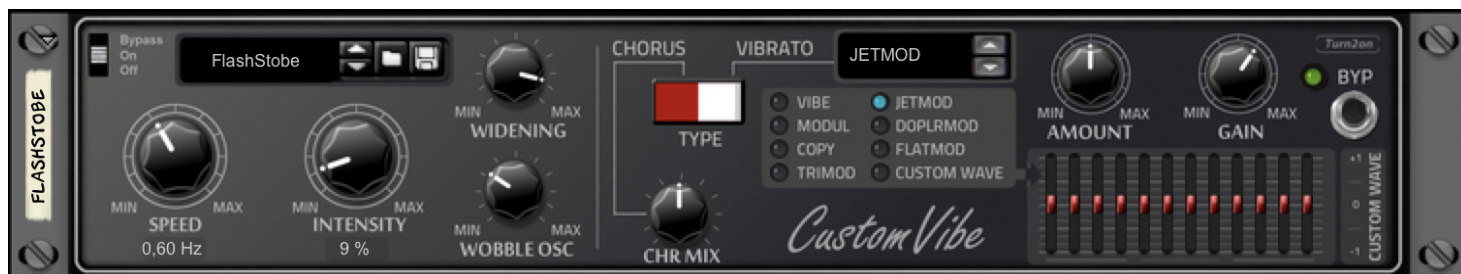 FLASHSTOBE
Bypass
On
Off
FlashStobe
MIN MAX
WIDENING
MIN MAX
SPEED
0,60 Hz
MIN MAX
INTENSITY
9 %
MIN MAX
WOBBLE OSC
CHORUS
VIBRATO
JETMOD
TYPE
VIBE
MODUL
COPY
TRIMOD
JETMOD
DOPLRMOD
FLATMOD
CUSTOM WAVE
CHR MIX
CustomVibe
MIN MAX
AMOUNT
MIN MAX
GAIN
Turn2on
BYP
+1
0
-1
CUSTOM WAVE